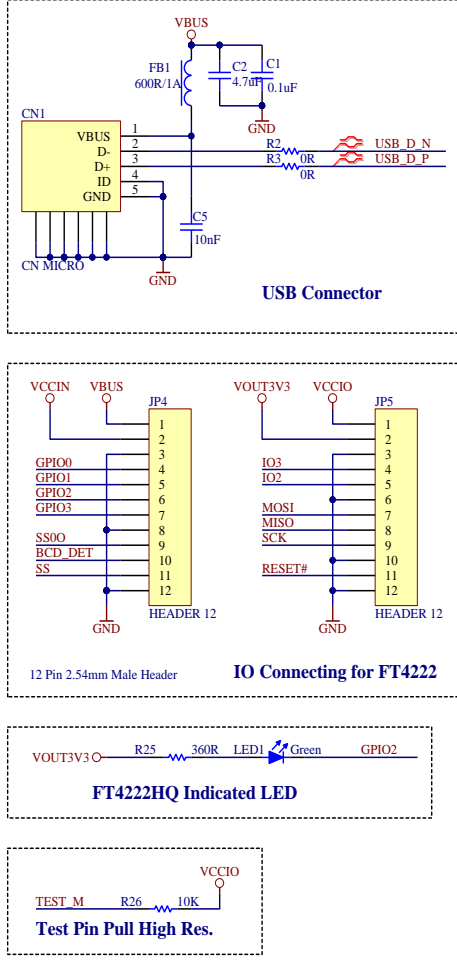 VBUS
FB1
600R/1A
C2
4.7uF
C1
0.1uF
GND
CN1
VBUS 1
D- 2
D+ 3
ID 4
GND 5
R2
0R
USB_D_N
R3
0R
USB_D_P
C5
10nF
CN MICRO
GND
USB Connector
VCCIN
VBUS
JP4
1
2
3
GPIO0 4
GPIO1 5
GPIO2 6
GPIO3 7
8
SS0O 9
BCD_DET 10
SS 11
12
HEADER 12
GND
VOUT3V3
VCCIO
JP5
1
2
3
IO3 4
IO2 5
6
MOSI 7
MISO 8
SCK 9
10
RESET# 11
12
HEADER 12
GND
12 Pin 2.54mm Male Header
IO Connecting for FT4222
VOUT3V3
R25
360R
LED1
Green
GPIO2
FT4222HQ Indicated LED
VCCIO
TEST_M
R26
10K
Test Pin Pull High Res.